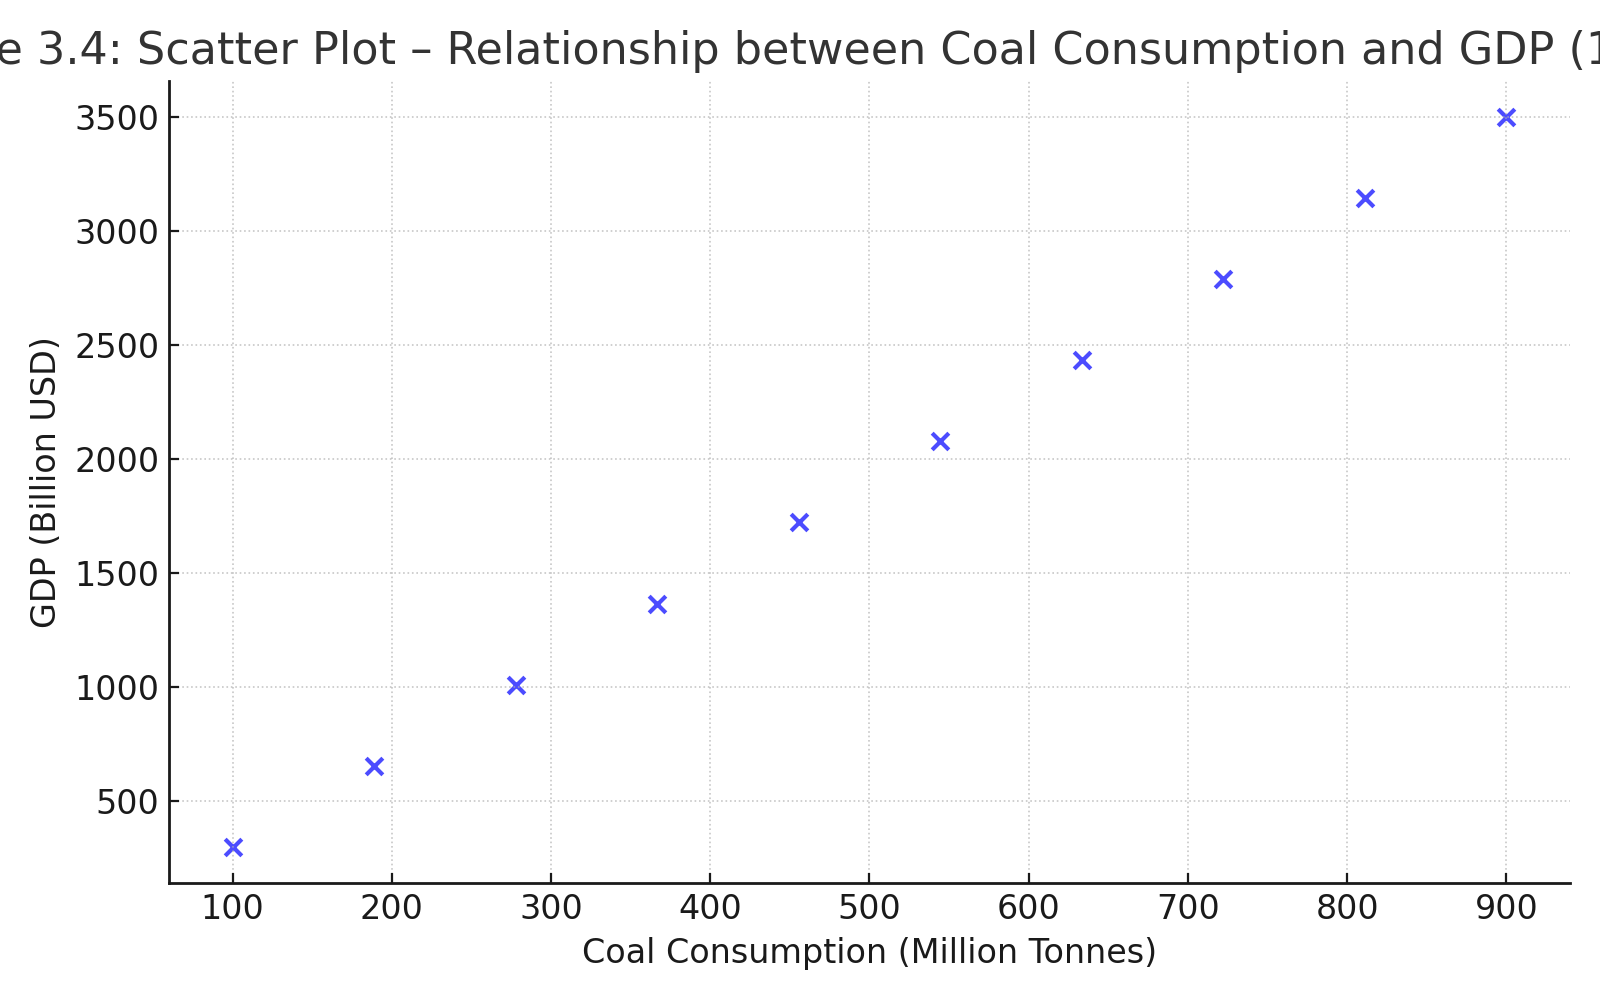 e 3.4: Scatter Plot – Relationship between Coal Consumption and GDP (1
3500
3000
2500
2000
1500
1000
500
GDP (Billion USD)
100 200 300 400 500 600 700 800 900
Coal Consumption (Million Tonnes)